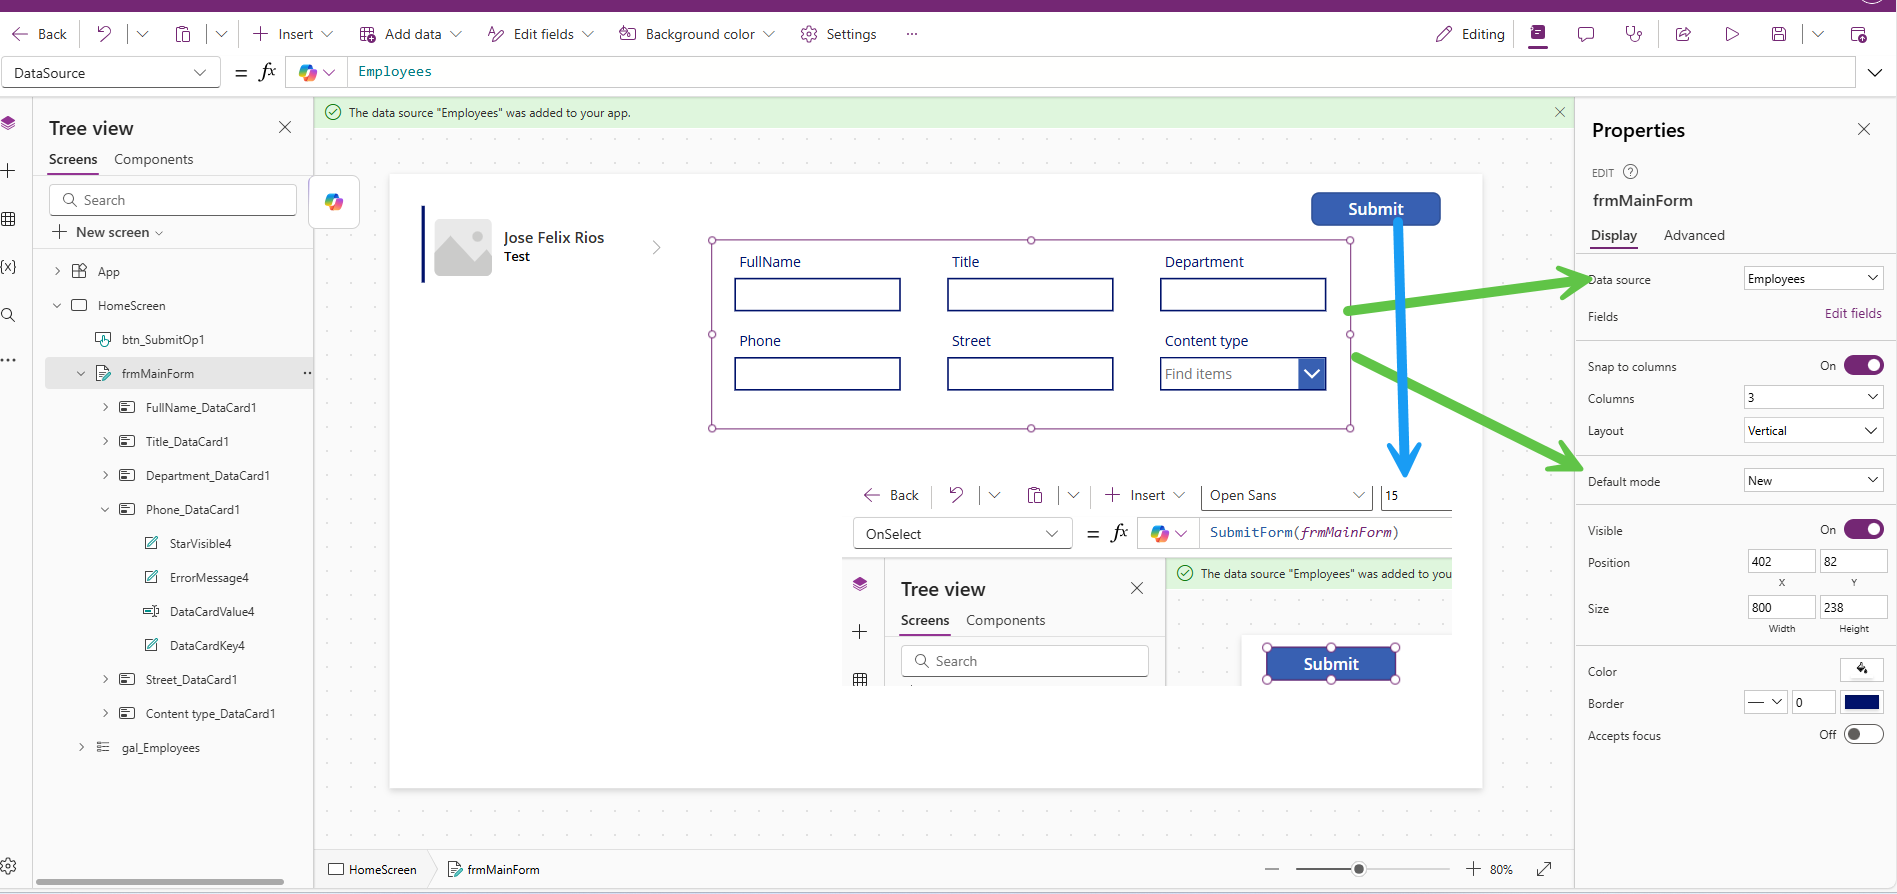 Back
Insert
Add data
Edit fields
Background color
Settings
Editing
DataSource
= fx
Employees
Tree view
Screens
Components
Search
New screen
App
HomeScreen
btn_SubmitOp1
frmMainForm
FullName_DataCard1
Title_DataCard1
Department_DataCard1
Phone_DataCard1
StarVisible4
ErrorMessage4
DataCardValue4
DataCardKey4
Street_DataCard1
Content type_DataCard1
gal_Employees
The data source "Employees" was added to your app.
Jose Felix Rios
Test
Submit
FullName
Title
Department
Phone
Street
Content type
Find items
Back
Insert
Open Sans
15
OnSelect
= fx
SubmitForm(frmMainForm)
Tree view
Screens
Components
Search
The data source "Employees" was added to you
Submit
HomeScreen
frmMainForm
80%
Properties
EDIT
frmMainForm
Display
Advanced
Data source
Employees
Fields
Edit fields
Snap to columns
On
Columns
3
Layout
Vertical
Default mode
New
Visible
On
Position
402
82
X
Y
Size
800
238
Width
Height
Color
Border
0
Accepts focus
Off